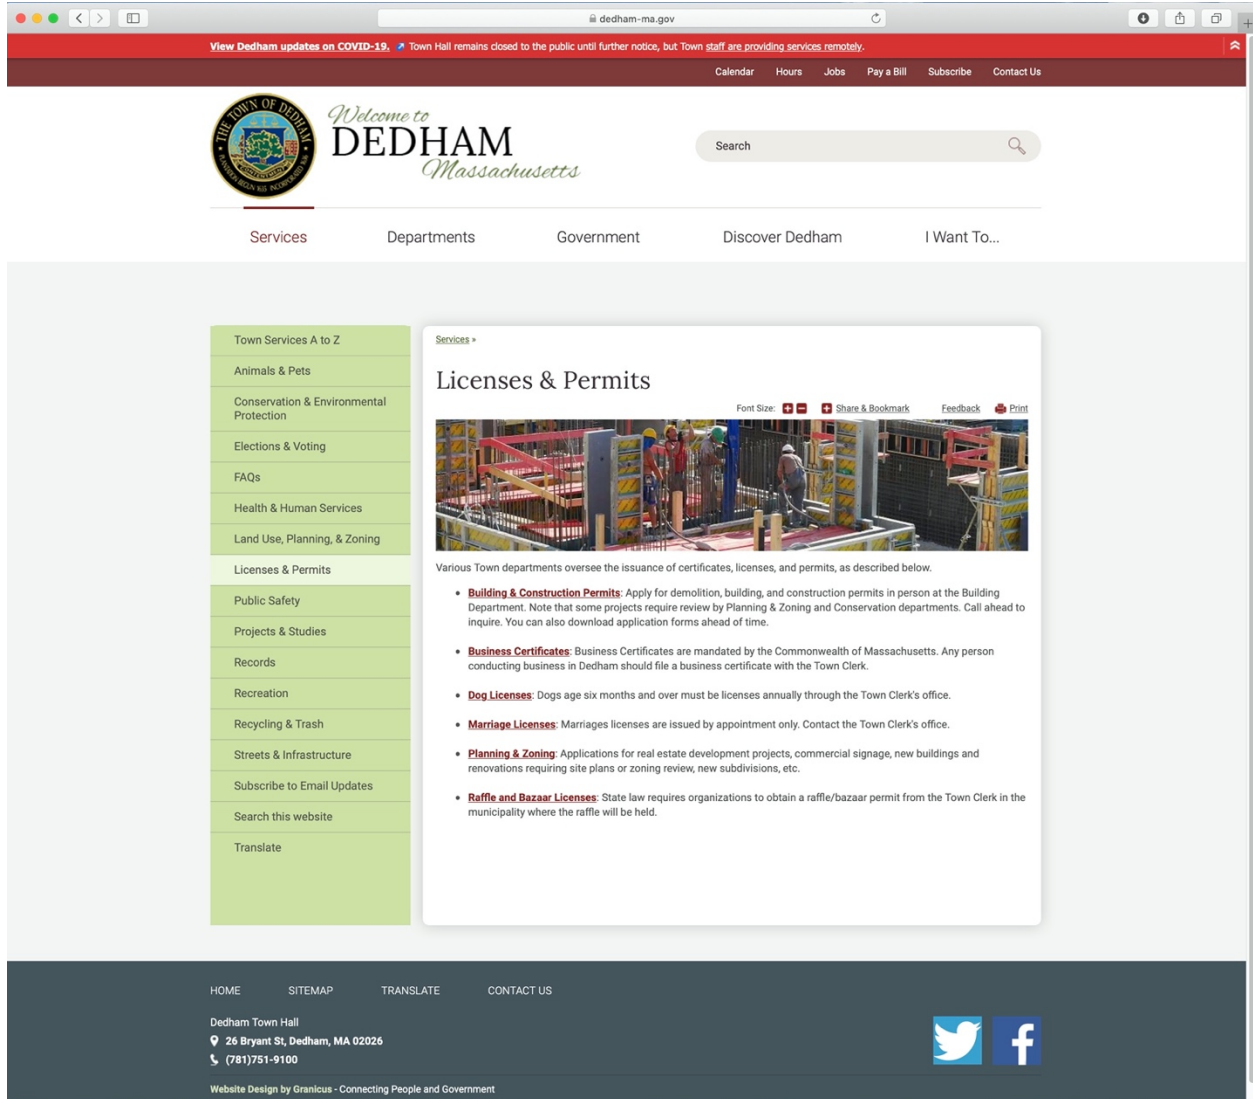 dedham-ma.gov
View Dedham updates on COVID-19. Town Hall remains closed to the public until further notice, but Town staff are providing services remotely.
Calendar Hours Jobs Pay a Bill Subscribe Contact Us
THE TOWN OF DEDHAM
PLANTATION BEGUN 1635 INCORPORATED 1636
CONTENTMENT
Welcome to
DEDHAM
Massachusetts
Search
Services Departments Government Discover Dedham I Want To...
Town Services A to Z
Animals & Pets
Conservation & Environmental
Protection
Elections & Voting
FAQs
Health & Human Services
Land Use, Planning, & Zoning
Licenses & Permits
Public Safety
Projects & Studies
Records
Recreation
Recycling & Trash
Streets & Infrastructure
Subscribe to Email Updates
Search this website
Translate
Services »
Licenses & Permits
Font Size: + − + Share & Bookmark Feedback Print
Various Town departments oversee the issuance of certificates, licenses, and permits, as described below.
• Building & Construction Permits: Apply for demolition, building, and construction permits in person at the Building
Department. Note that some projects require review by Planning & Zoning and Conservation departments. Call ahead to
inquire. You can also download application forms ahead of time.
• Business Certificates: Business Certificates are mandated by the Commonwealth of Massachusetts. Any person
conducting business in Dedham should file a business certificate with the Town Clerk.
• Dog Licenses: Dogs age six months and over must be licenses annually through the Town Clerk's office.
• Marriage Licenses: Marriages licenses are issued by appointment only. Contact the Town Clerk's office.
• Planning & Zoning: Applications for real estate development projects, commercial signage, new buildings and
renovations requiring site plans or zoning review, new subdivisions, etc.
• Raffle and Bazaar Licenses: State law requires organizations to obtain a raffle/bazaar permit from the Town Clerk in the
municipality where the raffle will be held.
HOME SITEMAP TRANSLATE CONTACT US
Dedham Town Hall
26 Bryant St, Dedham, MA 02026
(781)751-9100
Website Design by Granicus - Connecting People and Government